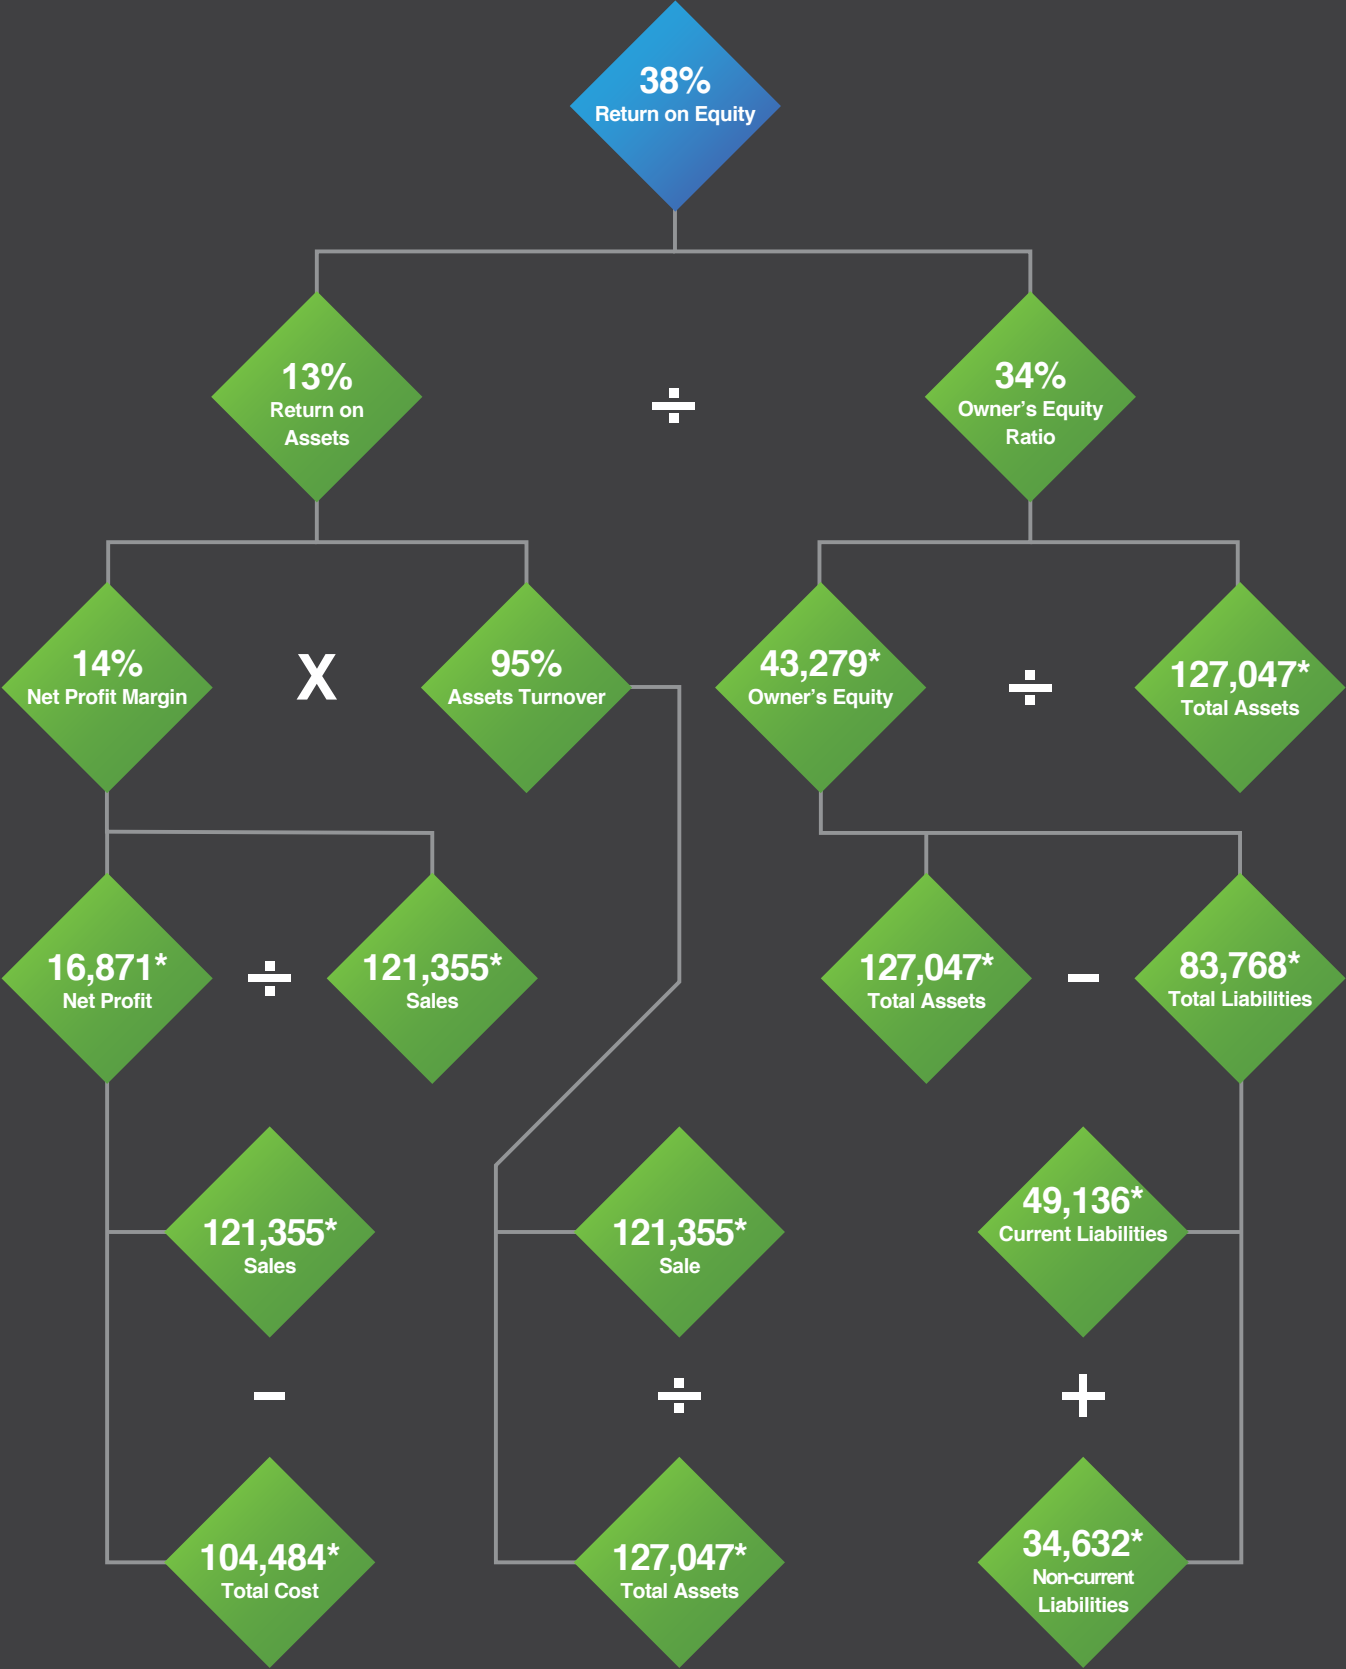 38%
Return on Equity
13%
Return on
Assets
÷
34%
Owner's Equity
Ratio
14%
Net Profit Margin
X
95%
Assets Turnover
43,279*
Owner's Equity
÷
127,047*
Total Assets
16,871*
Net Profit
÷
121,355*
Sales
127,047*
Total Assets
–
83,768*
Total Liabilities
121,355*
Sales
121,355*
Sale
49,136*
Current Liabilities
–
÷
+
104,484*
Total Cost
127,047*
Total Assets
34,632*
Non-current
Liabilities